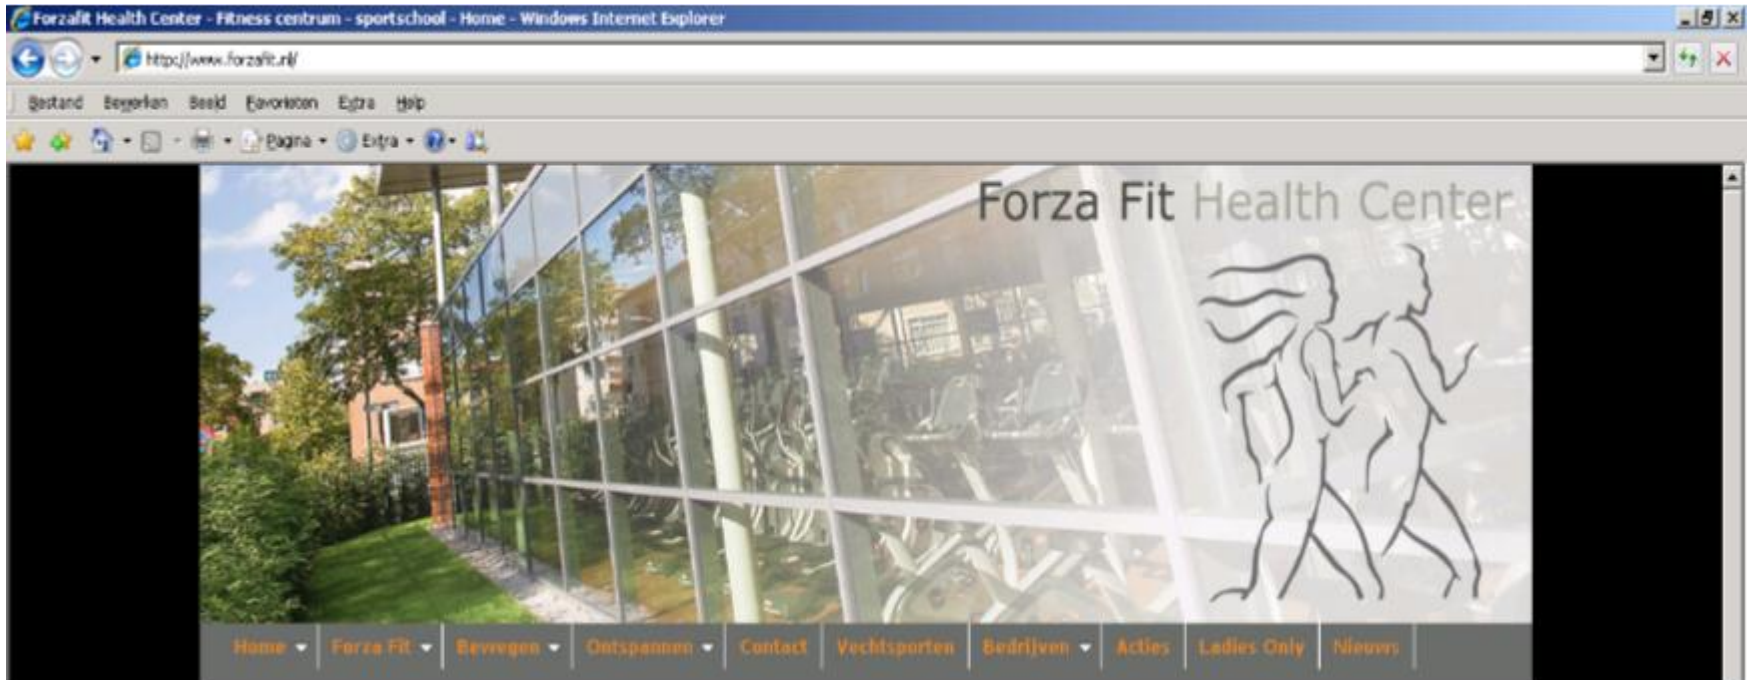 Forzafit Health Center - Fitness centrum - sportschool - Home - Windows Internet Explorer
http://www.forzafit.nl/
Bestand Bewerken Beeld Favorieten Extra Help
Pagina Extra
Forza Fit Health Center
Home Forza Fit Bewegen Ontspannen Contact Vechtsporten Bedrijven Acties Ladies Only Nieuws